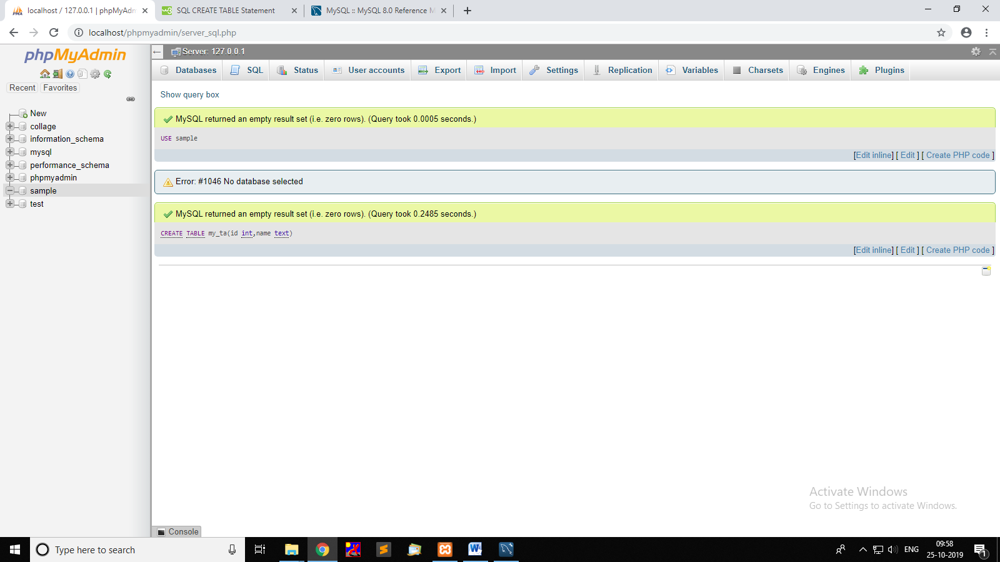 localhost / 127.0.0.1 | phpMyAdm
SQL CREATE TABLE Statement
MySQL :: MySQL 8.0 Reference M
localhost/phpmyadmin/server_sql.php
phpMyAdmin
Recent
Favorites
New
collage
information_schema
mysql
performance_schema
phpmyadmin
sample
test
Server: 127.0.0.1
Databases
SQL
Status
User accounts
Export
Import
Settings
Replication
Variables
Charsets
Engines
Plugins
Show query box
MySQL returned an empty result set (i.e. zero rows). (Query took 0.0005 seconds.)
USE sample
[Edit inline] [ Edit ] [ Create PHP code ]
Error: #1046 No database selected
MySQL returned an empty result set (i.e. zero rows). (Query took 0.2485 seconds.)
CREATE TABLE my_ta(id int,name text)
[Edit inline] [ Edit ] [ Create PHP code ]
Activate Windows
Go to Settings to activate Windows.
Console
Type here to search
ENG
09:58
25-10-2019
1